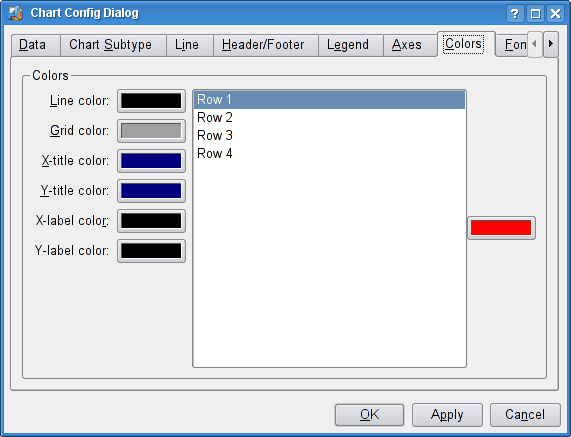 Chart Config Dialog
Data Chart Subtype Line Header/Footer Legend Axes Colors Fon
Colors
Line color:
Grid color:
X-title color:
Y-title color:
X-label color:
Y-label color:
Row 1
Row 2
Row 3
Row 4
OK Apply Cancel